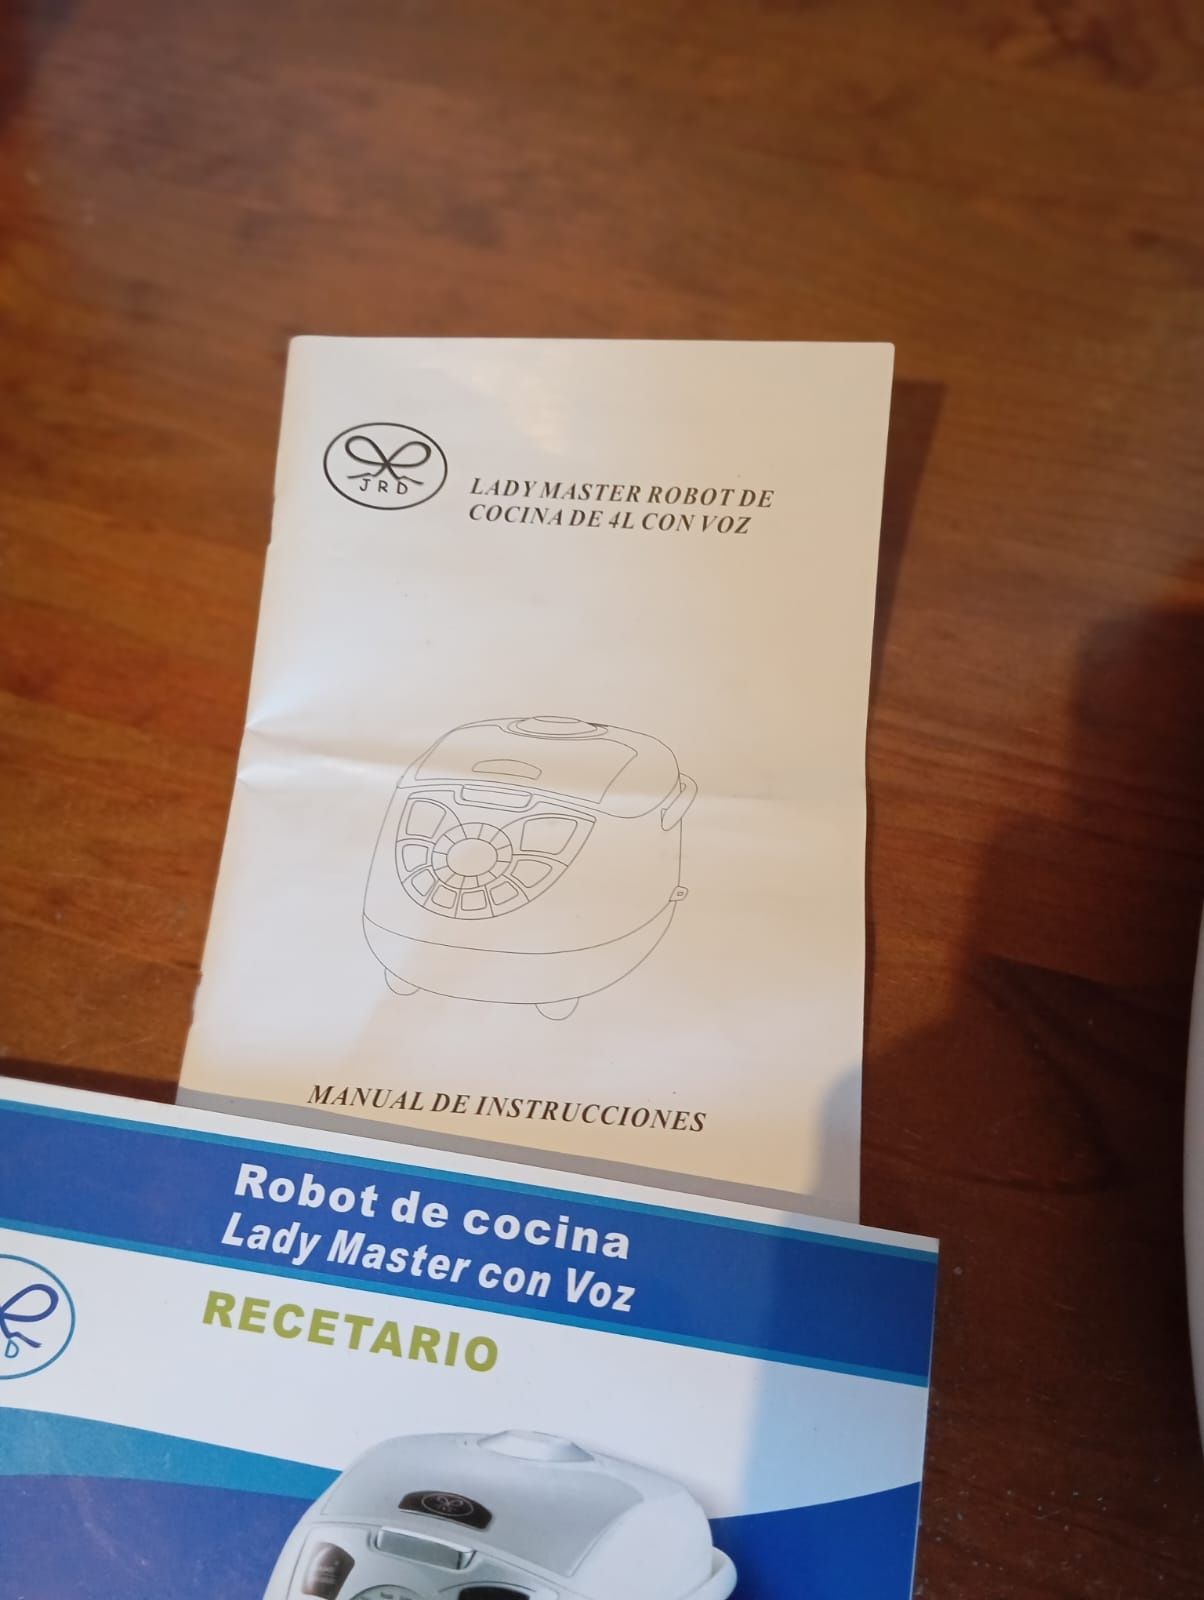 JRD
LADY MASTER ROBOT DE
COCINA DE 4L CON VOZ
MANUAL DE INSTRUCCIONES
Robot de cocina
Lady Master con Voz
D
RECETARIO